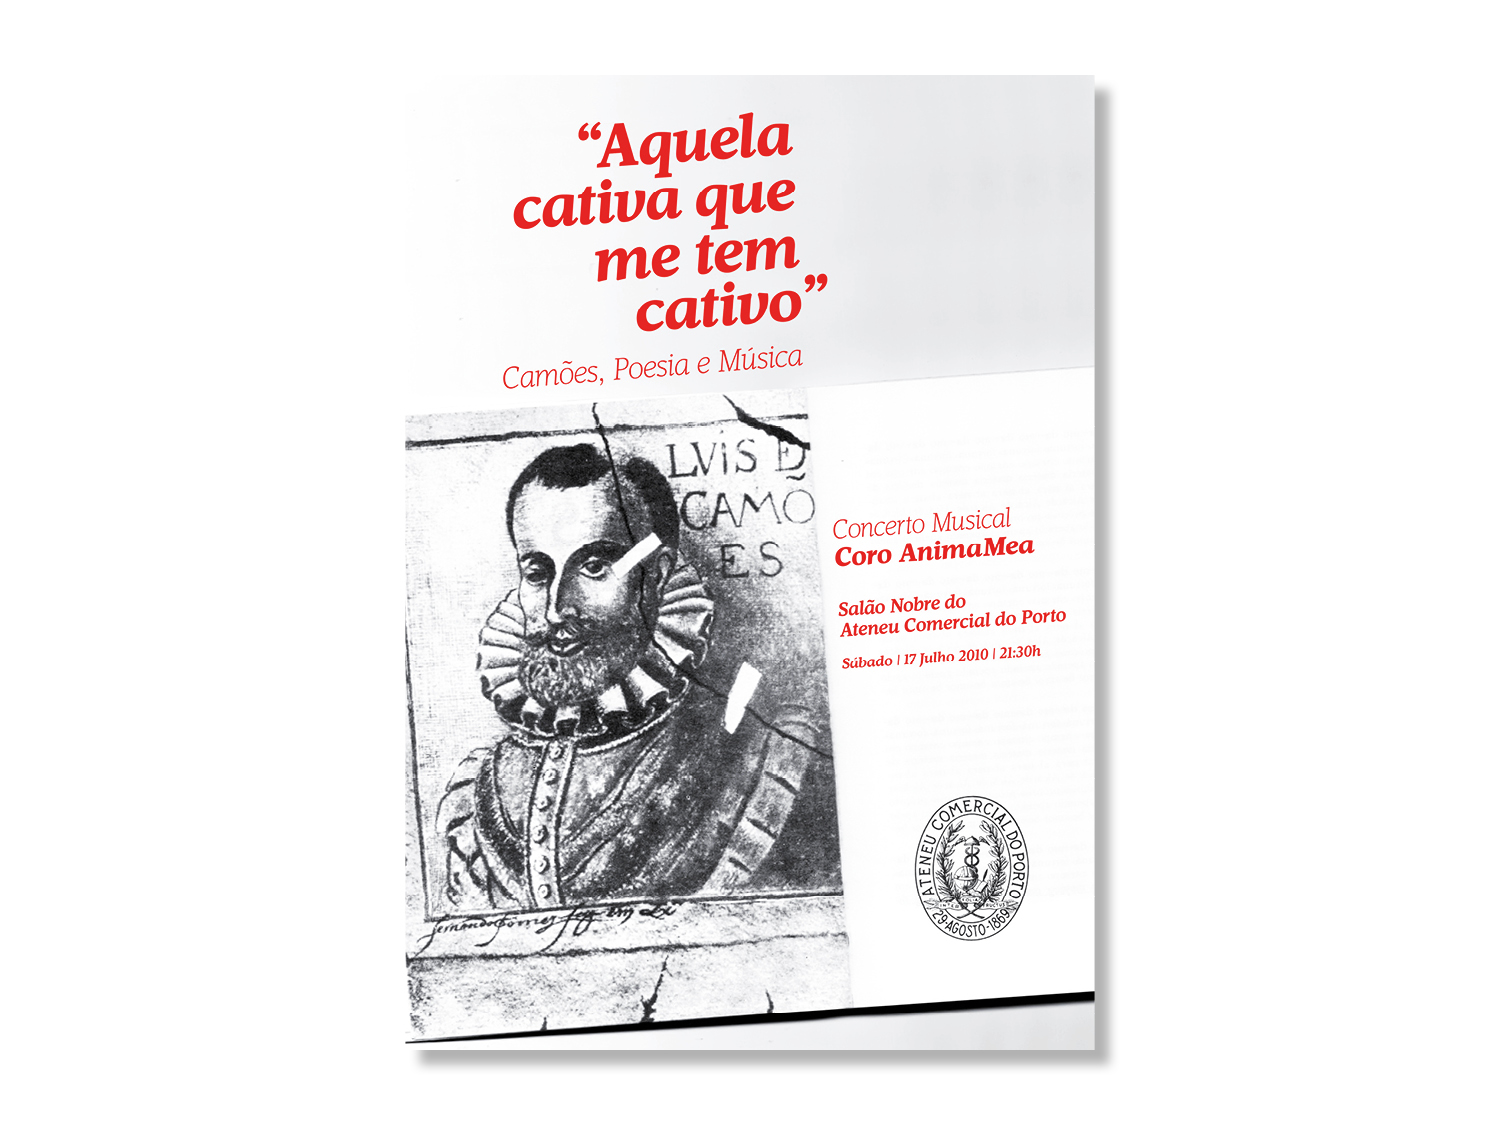 “Aquela
cativa que
me tem
cativo”
Camões, Poesia e Música
LVIS D
CAMÕ
ES
Concerto Musical
Coro AnimaMea
Salão Nobre do
Ateneu Comercial do Porto
Sábado | 17 Julho 2010 | 21:30h
ATENEU COMERCIAL DO PORTO
29·AGOSTO·1869